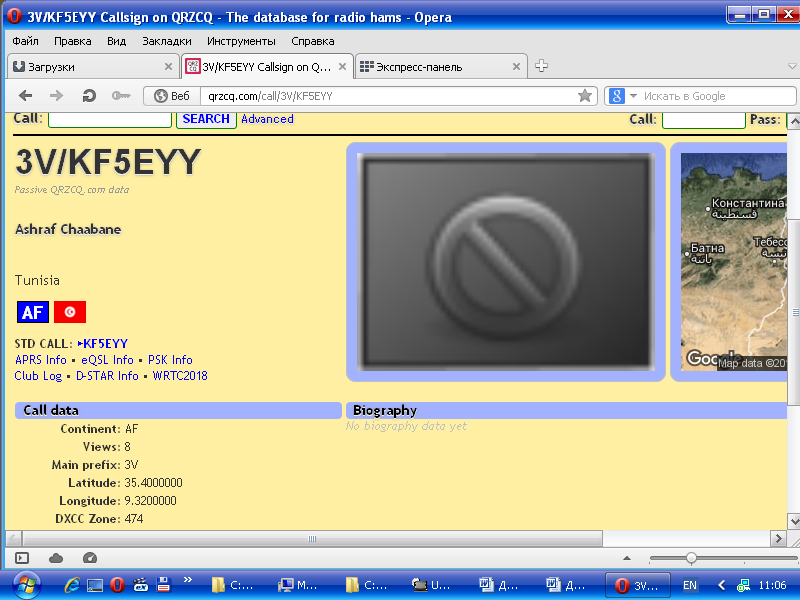 3V/KF5EYY Callsign on QRZCQ - The database for radio hams - Opera
Файл Правка Вид Закладки Инструменты Справка
Загрузки
3V/KF5EYY Callsign on Q...
Экспресс-панель
Веб
qrzcq.com/call/3V/KF5EYY
Искать в Google
Call: SEARCH Advanced Call: Pass:
3V/KF5EYY
Passive QRZCQ.com data
Ashraf Chaabane
Tunisia
AF
STD CALL: KF5EYY
APRS Info • eQSL Info • PSK Info
Club Log • D-STAR Info • WRTC2018
Константина
قسنطينة
Батна
باتنة
Map data ©20
Call data
Continent: AF
Views: 8
Main prefix: 3V
Latitude: 35.4000000
Longitude: 9.3200000
DXCC Zone: 474
Biography
No biography data yet
C:... M... C:... U... Д... Д... 3V... EN 11:06